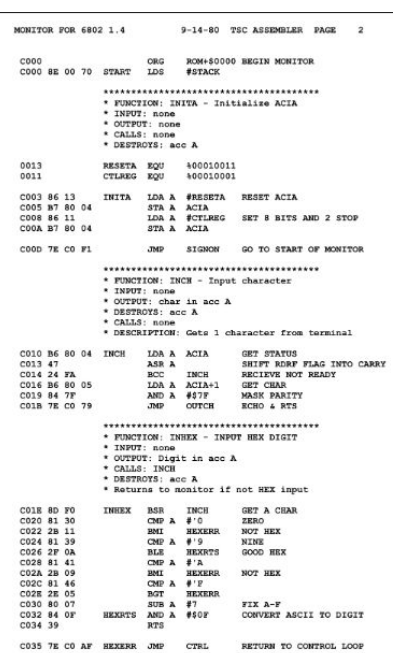 MONITOR FOR 6802 1.4 9-14-80 TSC ASSEMBLER PAGE 2
C000 ORG ROM+$0000 BEGIN MONITOR
C000 8E 00 70 START LDS #STACK
*************************************
* FUNCTION: INITA - Initialize ACIA
* INPUT: none
* OUTPUT: none
* CALLS: none
* DESTROYS: acc A
0013 RESETA EQU %00010011
0011 CTLREG EQU %00010001
C003 86 13 INITA LDA A #RESETA RESET ACIA
C005 B7 80 04 STA A ACIA
C008 86 11 LDA A #CTLREG SET 8 BITS AND 2 STOP
C00A B7 80 04 STA A ACIA
C00D 7E C0 F1 JMP SIGNON GO TO START OF MONITOR
*************************************
* FUNCTION: INCH - Input character
* INPUT: none
* OUTPUT: char in acc A
* DESTROYS: acc A
* CALLS: none
* DESCRIPTION: Gets 1 character from terminal
C010 B6 80 04 INCH LDA A ACIA GET STATUS
C013 47 ASR A SHIFT RDRF FLAG INTO CARRY
C014 24 FA BCC INCH RECIEVE NOT READY
C016 B6 80 05 LDA A ACIA+1 GET CHAR
C019 84 7F AND A #$7F MASK PARITY
C01B 7E C0 79 JMP OUTCH ECHO & RTS
*************************************
* FUNCTION: INHEX - INPUT HEX DIGIT
* INPUT: none
* OUTPUT: Digit in acc A
* CALLS: INCH
* DESTROYS: acc A
* Returns to monitor if not HEX input
C01E 8D F0 INHEX BSR INCH GET A CHAR
C020 81 30 CMP A #'0 ZERO
C022 2B 11 BMI HEXERR NOT HEX
C024 81 39 CMP A #'9 NINE
C026 2F 0A BLE HEXRTS GOOD HEX
C028 81 41 CMP A #'A
C02A 2B 09 BMI HEXERR NOT HEX
C02C 81 46 CMP A #'F
C02E 2E 05 BGT HEXERR
C030 80 07 SUB A #7 FIX A-F
C032 84 0F HEXRTS AND A #$0F CONVERT ASCII TO DIGIT
C034 39 RTS
C035 7E C0 AF HEXERR JMP CTRL RETURN TO CONTROL LOOP